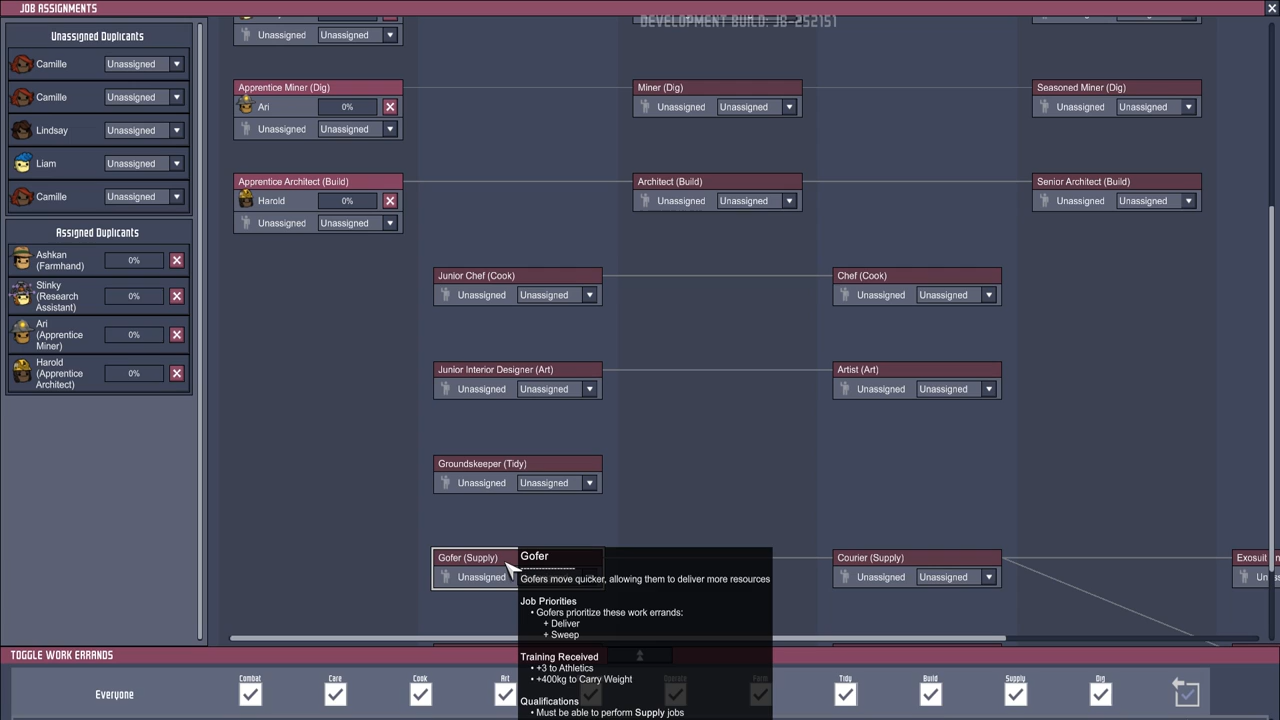 JOB ASSIGNMENTS
DEVELOPMENT BUILD: JB-252151
Unassigned Duplicants
Camille Unassigned
Camille Unassigned
Lindsay Unassigned
Liam Unassigned
Camille Unassigned
Assigned Duplicants
Ashkan
(Farmhand)
0%
Stinky
(Research
Assistant)
0%
Ari
(Apprentice
Miner)
0%
Harold
(Apprentice
Architect)
0%
Unassigned Unassigned
Apprentice Miner (Dig)
Ari 0%
Unassigned Unassigned
Miner (Dig)
Unassigned Unassigned
Seasoned Miner (Dig)
Unassigned Unassigned
Apprentice Architect (Build)
Harold 0%
Unassigned Unassigned
Architect (Build)
Unassigned Unassigned
Senior Architect (Build)
Unassigned Unassigned
Junior Chef (Cook)
Unassigned Unassigned
Chef (Cook)
Unassigned Unassigned
Junior Interior Designer (Art)
Unassigned Unassigned
Artist (Art)
Unassigned Unassigned
Groundskeeper (Tidy)
Unassigned Unassigned
Gofer (Supply)
Unassigned
Courier (Supply)
Unassigned Unassigned
Exosuit
Unas
Gofer
Gofers move quicker, allowing them to deliver more resources
Job Priorities
• Gofers prioritize these work errands:
+ Deliver
+ Sweep
Training Received
• +3 to Athletics
• +400kg to Carry Weight
Qualifications
• Must be able to perform Supply jobs
TOGGLE WORK ERRANDS
Everyone
Combat Care Cook Art Operate Farm Tidy Build Supply Dig